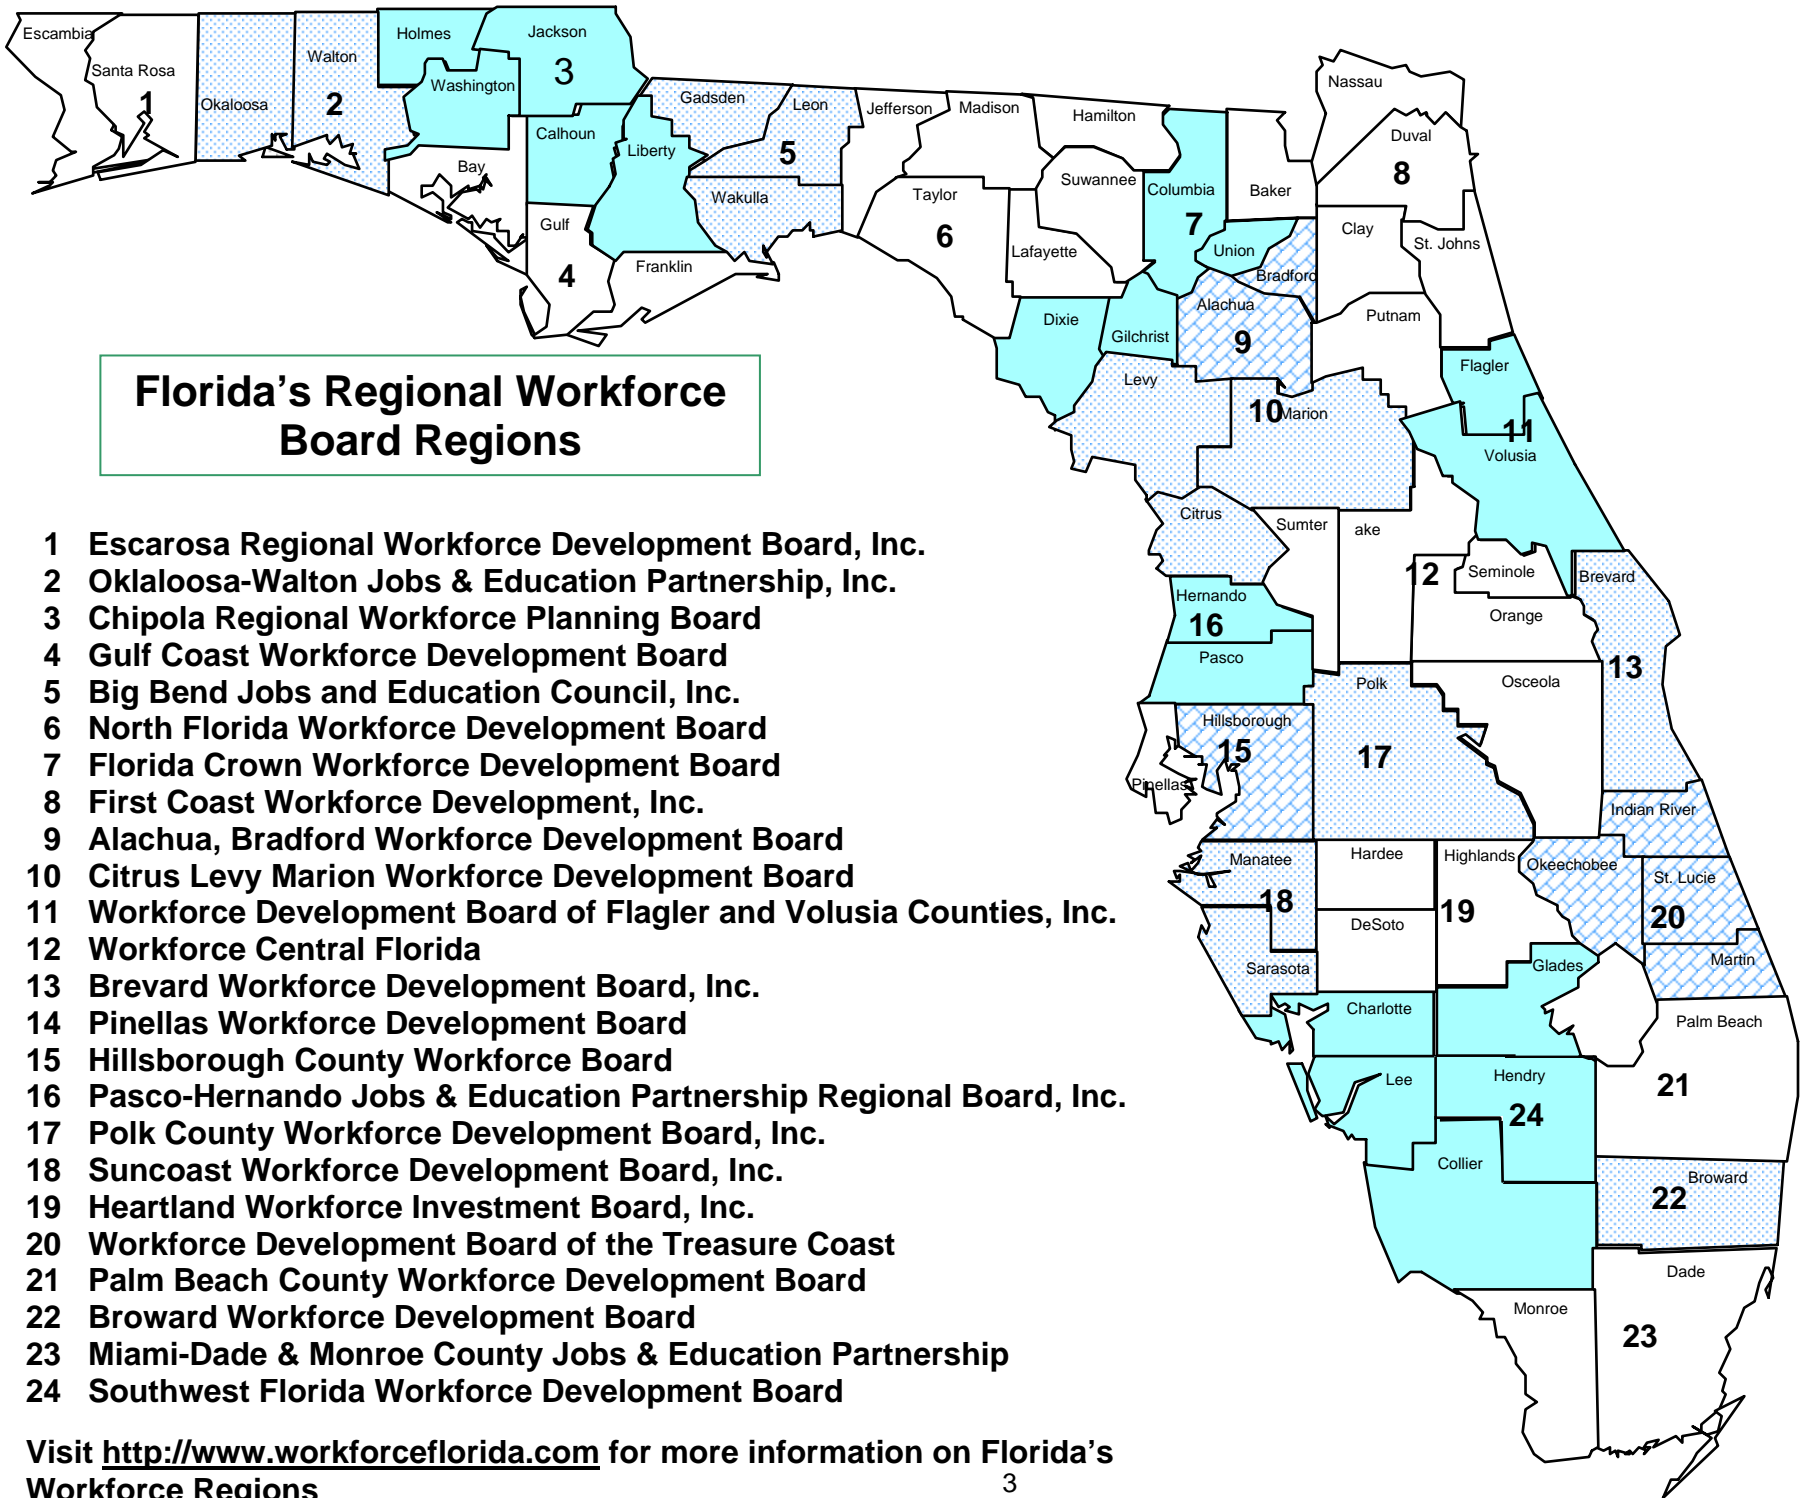 Escambia
Santa Rosa
1
Okaloosa
Walton
2
Holmes
Washington
Jackson
3
Calhoun
Bay
Gulf
4
Liberty
Franklin
Gadsden
Leon
5
Wakulla
Jefferson
Madison
Hamilton
Taylor
6
Lafayette
Suwannee
Columbia
7
Union
Bradford
Baker
Nassau
Duval
8
Clay
St. Johns
Putnam
Dixie
Gilchrist
Alachua
9
Levy
10
Marion
Citrus
Flagler
11
Volusia
Sumter
ake
12
Seminole
Orange
Osceola
Brevard
13
Hernando
16
Pasco
Pinellas
Hillsborough
15
Polk
17
Manatee
18
Sarasota
Hardee
DeSoto
Highlands
19
Indian River
Okeechobee
St. Lucie
20
Martin
Glades
Charlotte
Lee
Hendry
24
Collier
Palm Beach
21
Broward
22
Dade
23
Monroe
Florida’s Regional Workforce
Board Regions
1 Escarosa Regional Workforce Development Board, Inc.
2 Oklaloosa-Walton Jobs & Education Partnership, Inc.
3 Chipola Regional Workforce Planning Board
4 Gulf Coast Workforce Development Board
5 Big Bend Jobs and Education Council, Inc.
6 North Florida Workforce Development Board
7 Florida Crown Workforce Development Board
8 First Coast Workforce Development, Inc.
9 Alachua, Bradford Workforce Development Board
10 Citrus Levy Marion Workforce Development Board
11 Workforce Development Board of Flagler and Volusia Counties, Inc.
12 Workforce Central Florida
13 Brevard Workforce Development Board, Inc.
14 Pinellas Workforce Development Board
15 Hillsborough County Workforce Board
16 Pasco-Hernando Jobs & Education Partnership Regional Board, Inc.
17 Polk County Workforce Development Board, Inc.
18 Suncoast Workforce Development Board, Inc.
19 Heartland Workforce Investment Board, Inc.
20 Workforce Development Board of the Treasure Coast
21 Palm Beach County Workforce Development Board
22 Broward Workforce Development Board
23 Miami-Dade & Monroe County Jobs & Education Partnership
24 Southwest Florida Workforce Development Board
Visit http://www.workforceflorida.com for more information on Florida’s
Workforce Regions
3